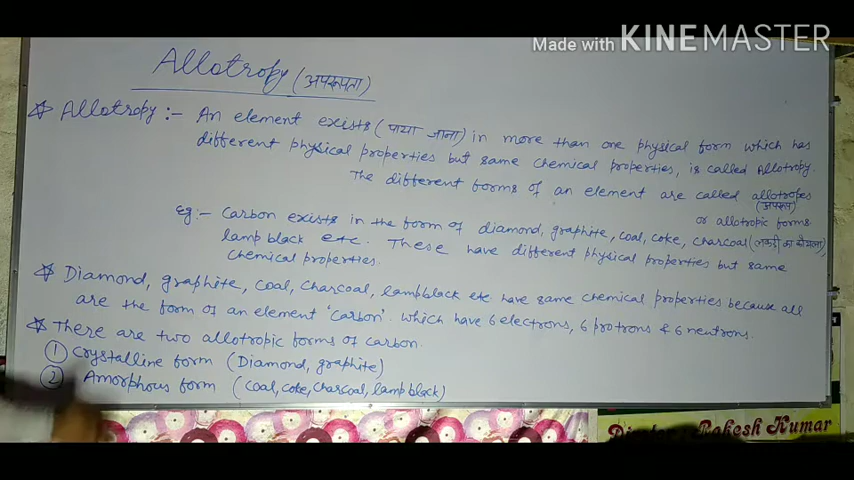 Made with KINEMASTER
Allotropy (अपरूपता)
☆ Allotropy :- An element exists (पाया जाना) in more than one physical form which has
different physical properties but same chemical properties, is called Allotropy.
The different forms of an element are called allotropes
(अपरूप)
or allotropic forms
Eg:- Carbon exists in the form of diamond, graphite, coal, coke, charcoal (लकड़ी का कोयला),
lamp black etc. These have different physical properties but same
chemical properties.
☆ Diamond, graphite, coal, charcoal, lampblack etc. have same chemical properties because all
are the form of an element 'carbon'. which have 6 electrons, 6 protrons & 6 neutrons.
☆ There are two allotropic forms of carbon.
① Crystalline form (Diamond, graphite)
② Amorphous form (coal, coke, charcoal, lamp black)
Rakesh Kumar